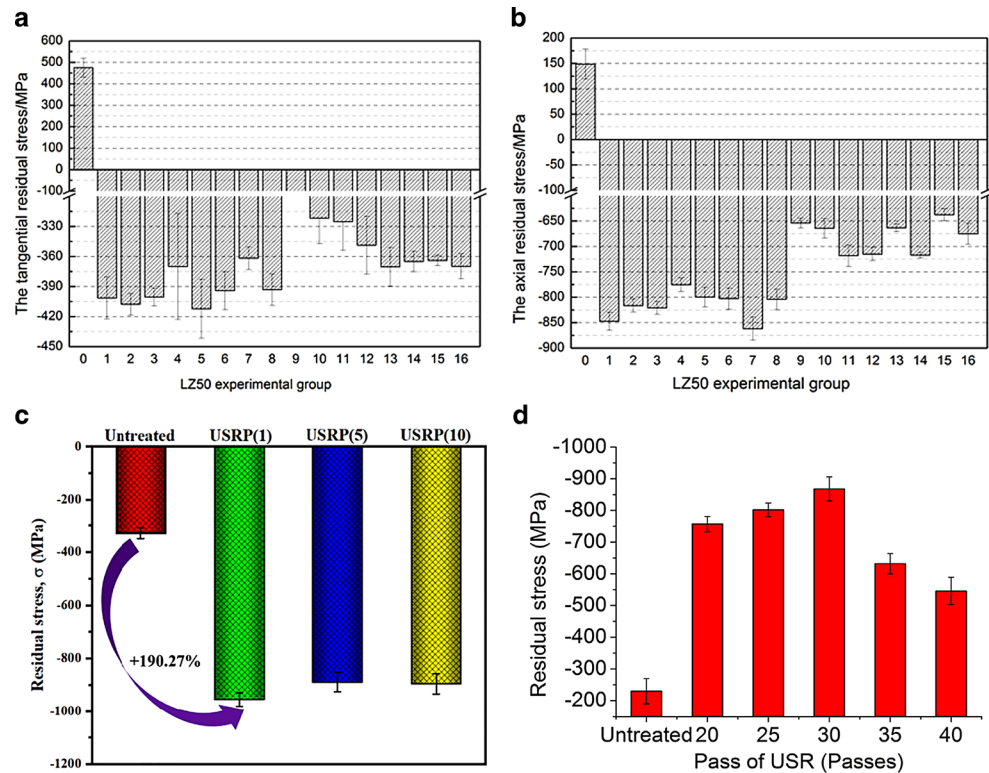 a
The tangential residual stress/MPa
600
500
400
300
200
100
0
-100
-330
-360
-390
-420
-450
0 1 2 3 4 5 6 7 8 9 10 11 12 13 14 15 16
LZ50 experimental group
b
The axial residual stress/MPa
200
150
100
50
0
-50
-100
-650
-700
-750
-800
-850
-900
0 1 2 3 4 5 6 7 8 9 10 11 12 13 14 15 16
LZ50 experimental group
c
Residual stress, σ (MPa)
0
-200
-400
-600
-800
-1000
-1200
Untreated USRP(1) USRP(5) USRP(10)
+190.27%
d
Residual stress (MPa)
-1000
-900
-800
-700
-600
-500
-400
-300
-200
Untreated 20 25 30 35 40
Pass of USR (Passes)